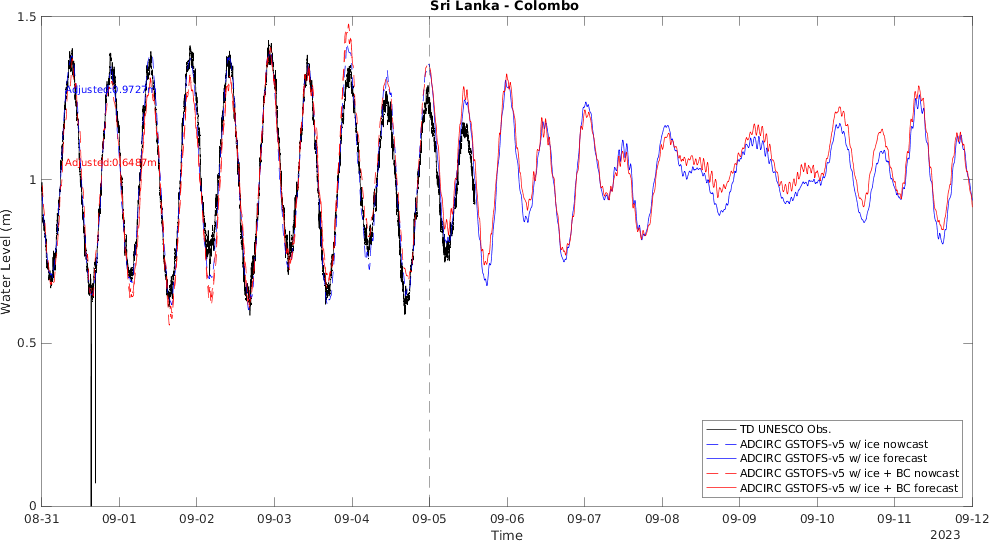 Sri Lanka - Colombo
1.5
Adjusted:0.9727m
Adjusted:0.6487m
1
Water Level (m)
0.5
0
TD UNESCO Obs.
ADCIRC GSTOFS-v5 w/ ice nowcast
ADCIRC GSTOFS-v5 w/ ice forecast
ADCIRC GSTOFS-v5 w/ ice + BC nowcast
ADCIRC GSTOFS-v5 w/ ice + BC forecast
08-31 09-01 09-02 09-03 09-04 09-05 09-06 09-07 09-08 09-09 09-10 09-11 09-12
Time
2023